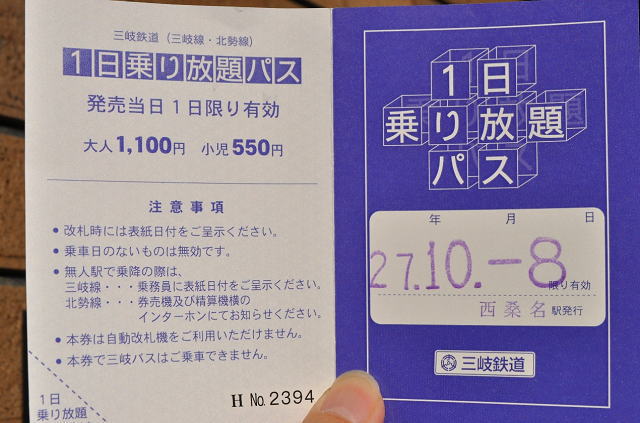 三岐鉄道（三岐線・北勢線）
1日乗り放題パス
発売当日1日限り有効
大人1,100円 小児550円
注意事項
●改札時には表紙日付をご呈示ください。
●乗車日のないものは無効です。
●無人駅で乗降の際は、
三岐線・・・乗務員に表紙日付をご呈示ください。
北勢線・・・券売機及び精算機横の
インターホンにてお知らせください。
●本券は自動改札機をご利用いただけません。
●本券で三岐バスはご乗車できません。
1日
乗り放題
H No.2394
1日
乗り放題
パス
年 月 日
27.10.-8
限り有効
西桑名駅発行
三岐鉄道